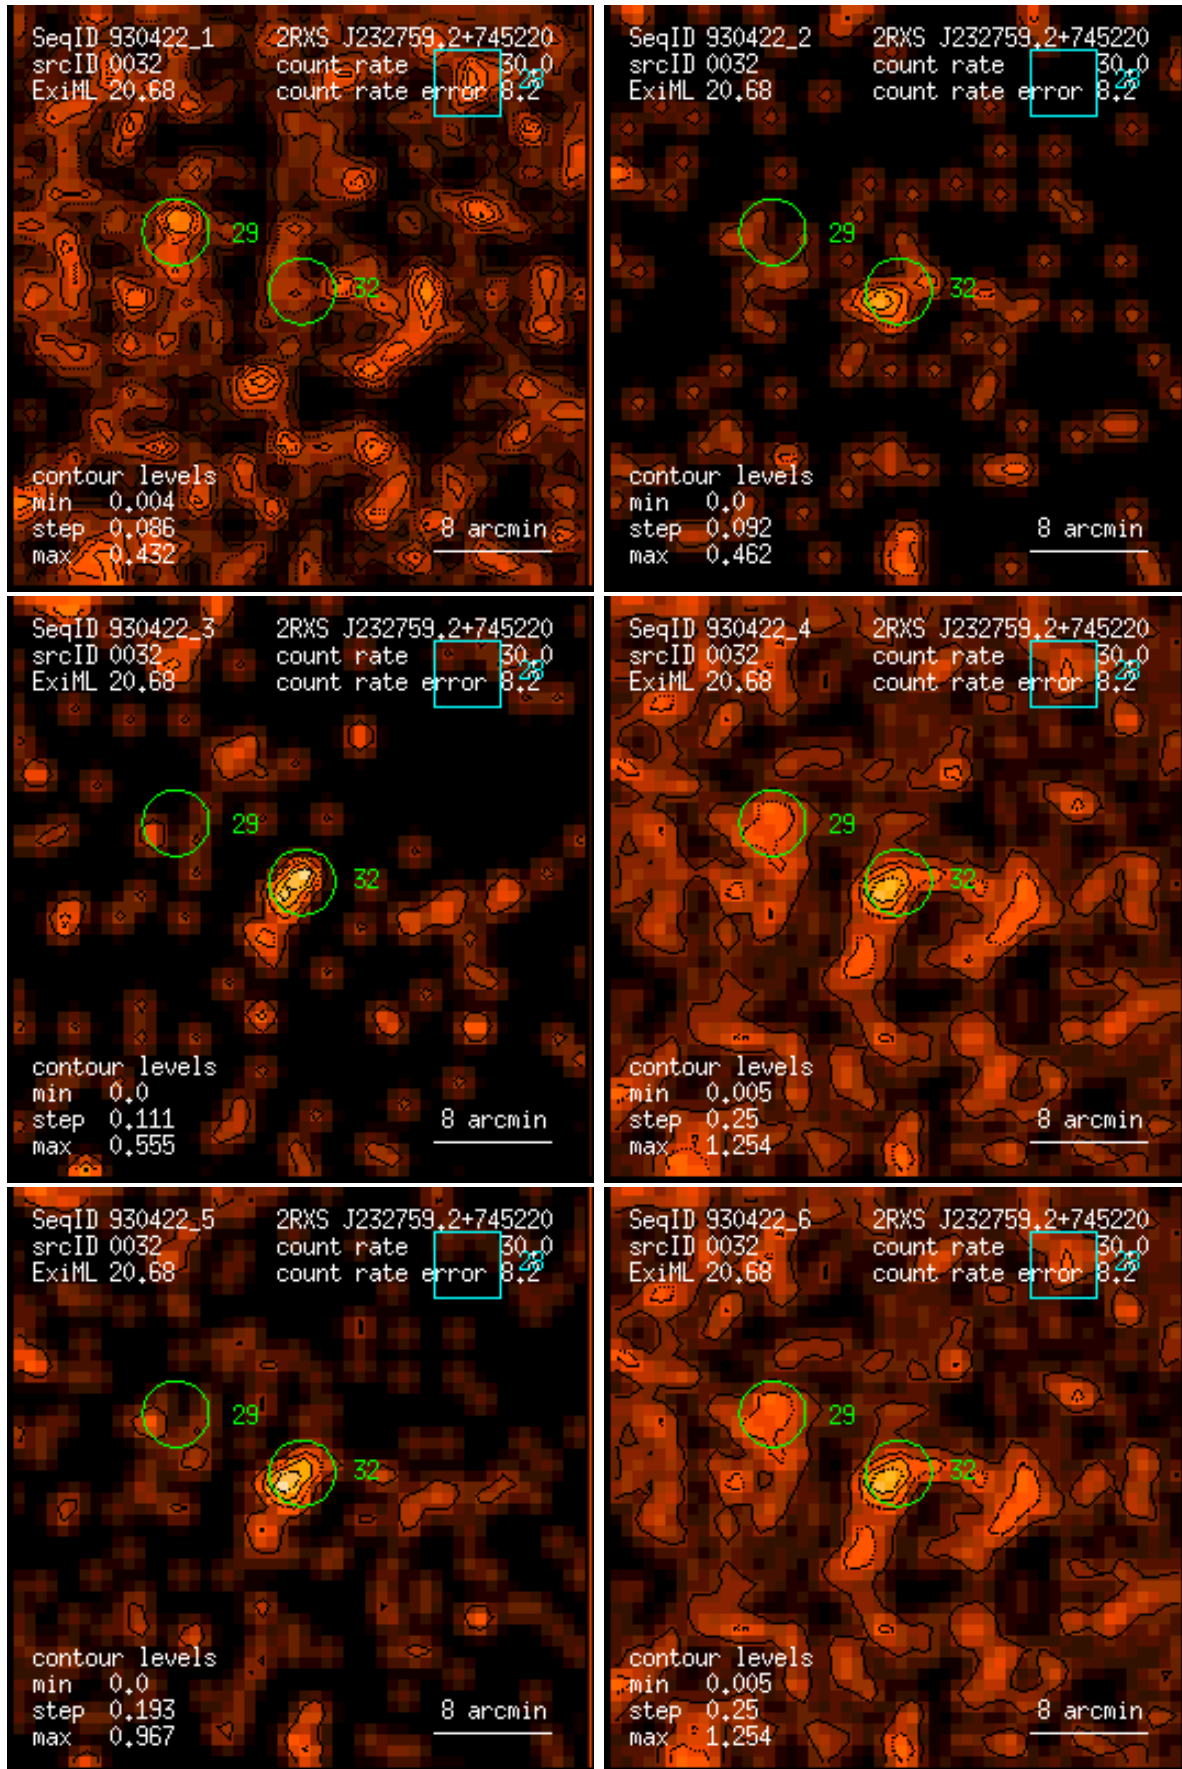 SeqID 930422_1 2RXS J232759.2+745220
srcID 0032 count rate 30.0
ExiML 20.68 count rate error 8.2
28
29
32
contour levels
min 0.004
step 0.086 8 arcmin
max 0.432
SeqID 930422_2 2RXS J232759.2+745220
srcID 0032 count rate 30.0
ExiML 20.68 count rate error 8.2
28
29
32
contour levels
min 0.0
step 0.092 8 arcmin
max 0.462
SeqID 930422_3 2RXS J232759.2+745220
srcID 0032 count rate 30.0
ExiML 20.68 count rate error 8.2
28
29
32
contour levels
min 0.0
step 0.111 8 arcmin
max 0.555
SeqID 930422_4 2RXS J232759.2+745220
srcID 0032 count rate 30.0
ExiML 20.68 count rate error 8.2
28
29
32
contour levels
min 0.005
step 0.25 8 arcmin
max 1.254
SeqID 930422_5 2RXS J232759.2+745220
srcID 0032 count rate 30.0
ExiML 20.68 count rate error 8.2
28
29
32
contour levels
min 0.0
step 0.193 8 arcmin
max 0.967
SeqID 930422_6 2RXS J232759.2+745220
srcID 0032 count rate 30.0
ExiML 20.68 count rate error 8.2
28
29
32
contour levels
min 0.005
step 0.25 8 arcmin
max 1.254